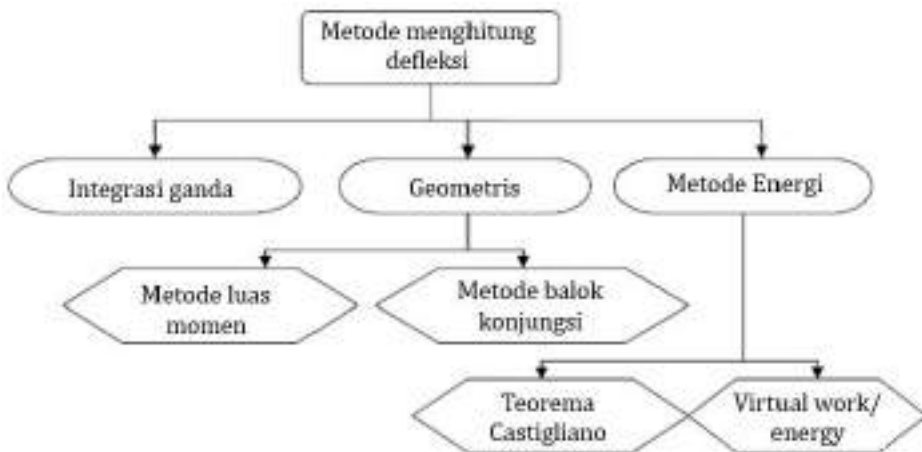 Metode menghitung
defleksi
Integrasi ganda
Geometris
Metode Energi
Metode luas
momen
Metode balok
konjungsi
Teorema
Castigliano
Virtual work/
energy